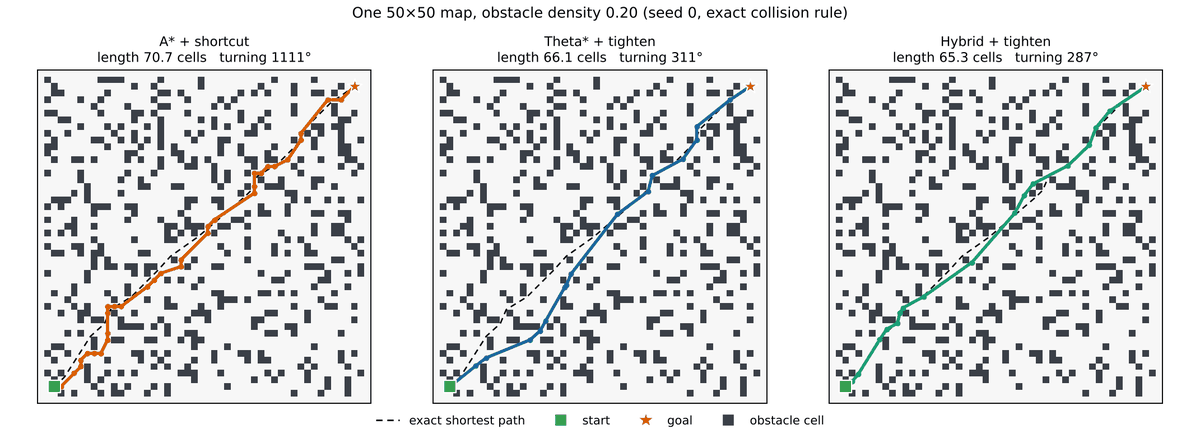 One 50×50 map, obstacle density 0.20 (seed 0, exact collision rule)
A* + shortcut
length 70.7 cells   turning 1111°
Theta* + tighten
length 66.1 cells   turning 311°
Hybrid + tighten
length 65.3 cells   turning 287°
exact shortest path   start   goal   obstacle cell